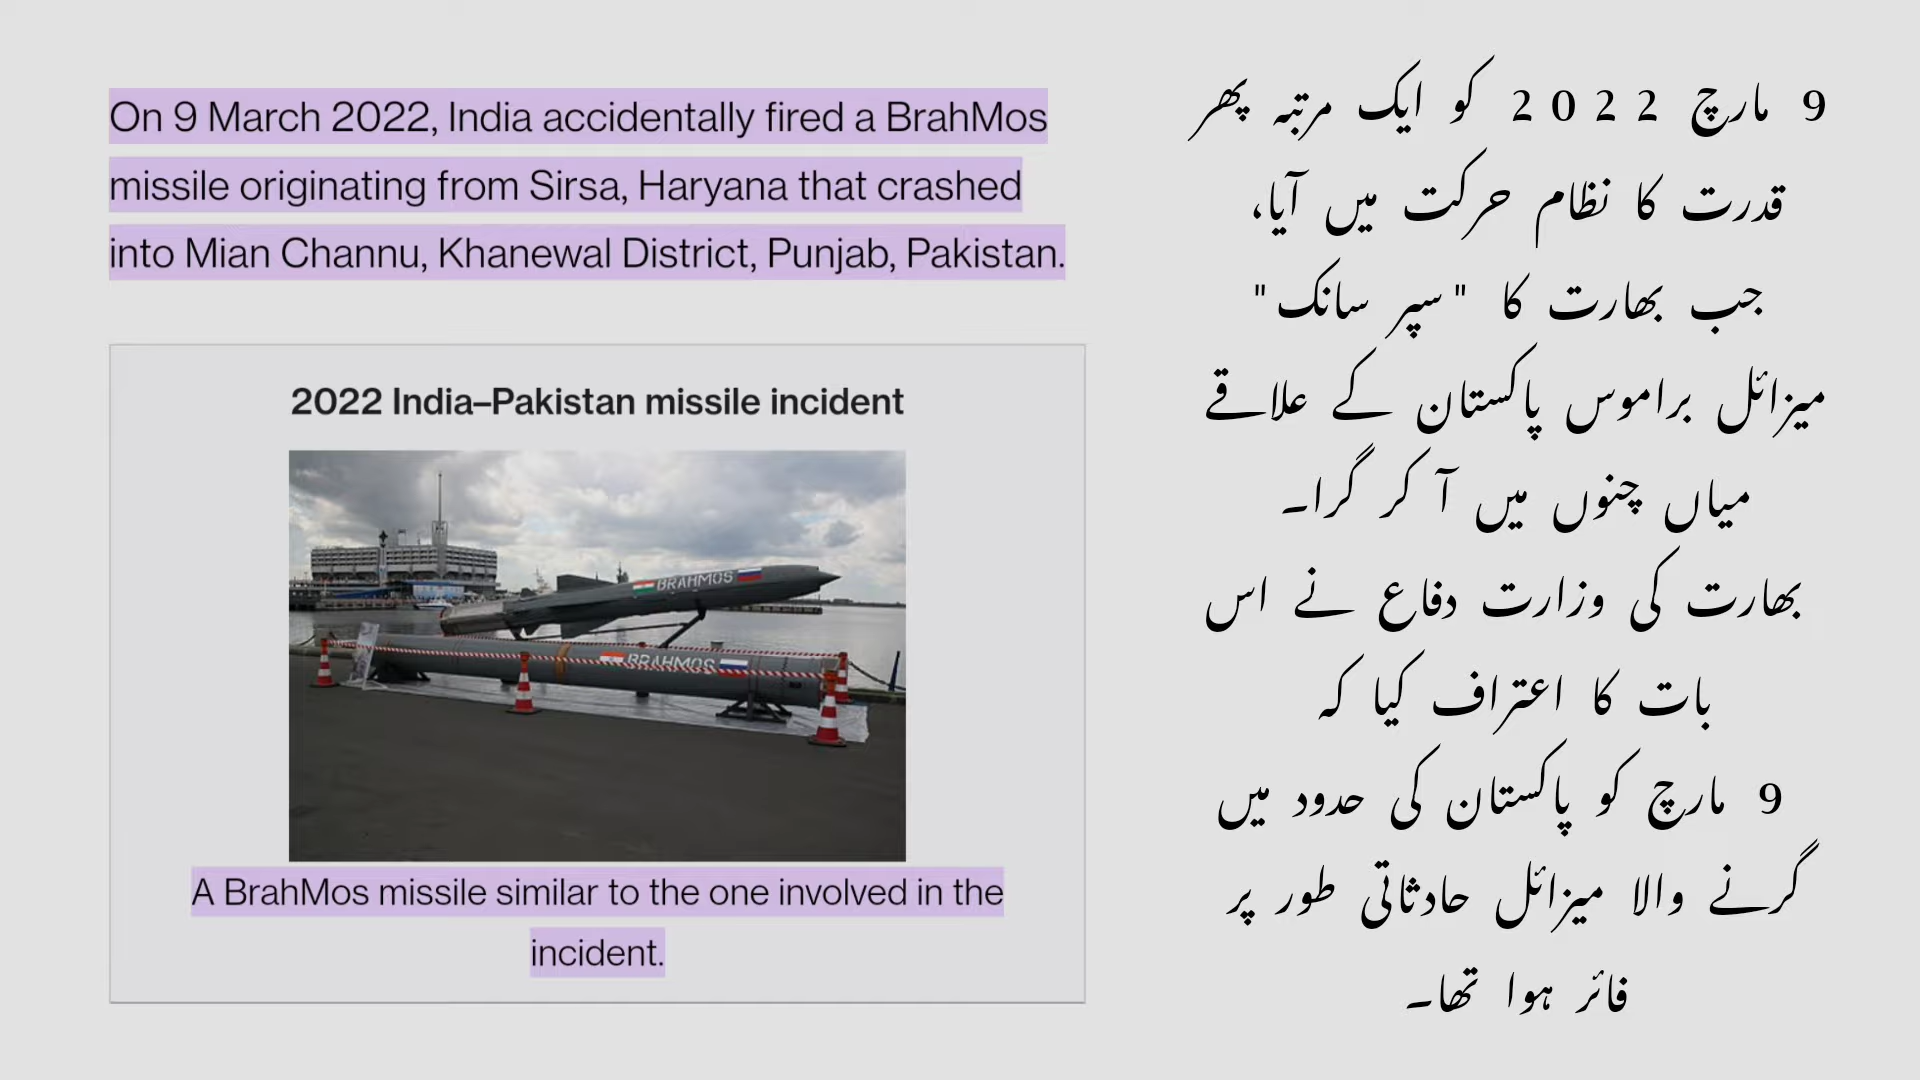 On 9 March 2022, India accidentally fired a BrahMos
missile originating from Sirsa, Haryana that crashed
into Mian Channu, Khanewal District, Punjab, Pakistan.
2022 India–Pakistan missile incident
BRAHMOS
BRAHMOS
A BrahMos missile similar to the one involved in the
incident.
9 مارچ 2022 کو ایک مرتبہ پھر
قدرت کا نظام حرکت میں آیا،
جب بھارت کا "سپر سانک"
میزائل براموس پاکستان کے علاقے
میاں چنوں میں آ کر گرا۔
بھارت کی وزارت دفاع نے اس
بات کا اعتراف کیا کہ
9 مارچ کو پاکستان کی حدود میں
گرنے والا میزائل حادثاتی طور پر
فائر ہوا تھا۔